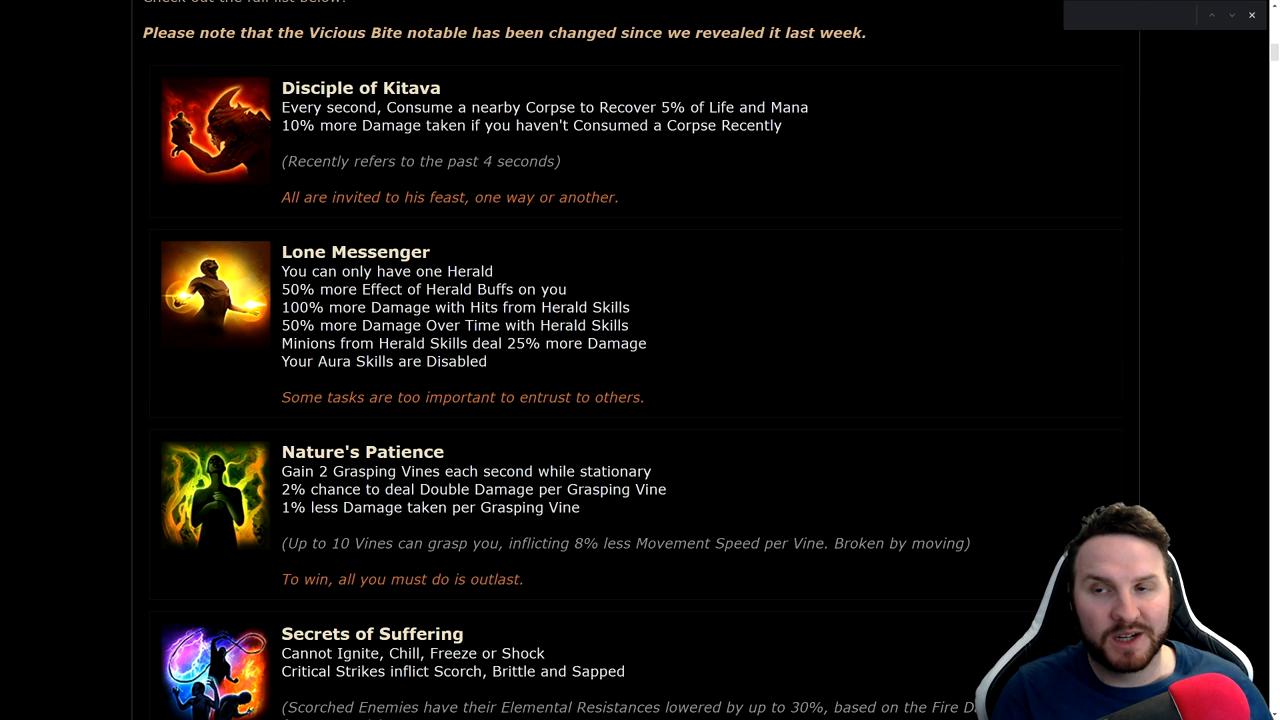 Check out the full list below!
Please note that the Vicious Bite notable has been changed since we revealed it last week.
Disciple of Kitava
Every second, Consume a nearby Corpse to Recover 5% of Life and Mana
10% more Damage taken if you haven't Consumed a Corpse Recently
(Recently refers to the past 4 seconds)
All are invited to his feast, one way or another.
Lone Messenger
You can only have one Herald
50% more Effect of Herald Buffs on you
100% more Damage with Hits from Herald Skills
50% more Damage Over Time with Herald Skills
Minions from Herald Skills deal 25% more Damage
Your Aura Skills are Disabled
Some tasks are too important to entrust to others.
Nature's Patience
Gain 2 Grasping Vines each second while stationary
2% chance to deal Double Damage per Grasping Vine
1% less Damage taken per Grasping Vine
(Up to 10 Vines can grasp you, inflicting 8% less Movement Speed per Vine. Broken by moving)
To win, all you must do is outlast.
Secrets of Suffering
Cannot Ignite, Chill, Freeze or Shock
Critical Strikes inflict Scorch, Brittle and Sapped
(Scorched Enemies have their Elemental Resistances lowered by up to 30%, based on the Fire